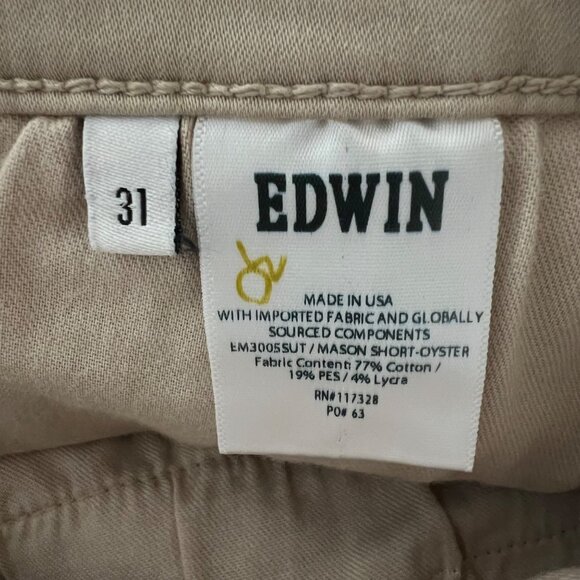 31
EDWIN
MADE IN USA
WITH IMPORTED FABRIC AND GLOBALLY
SOURCED COMPONENTS
EM3005SUT / MASON SHORT-OYSTER
Fabric Content: 77% Cotton /
19% PES / 4% Lycra
RN#117328
PO# 63